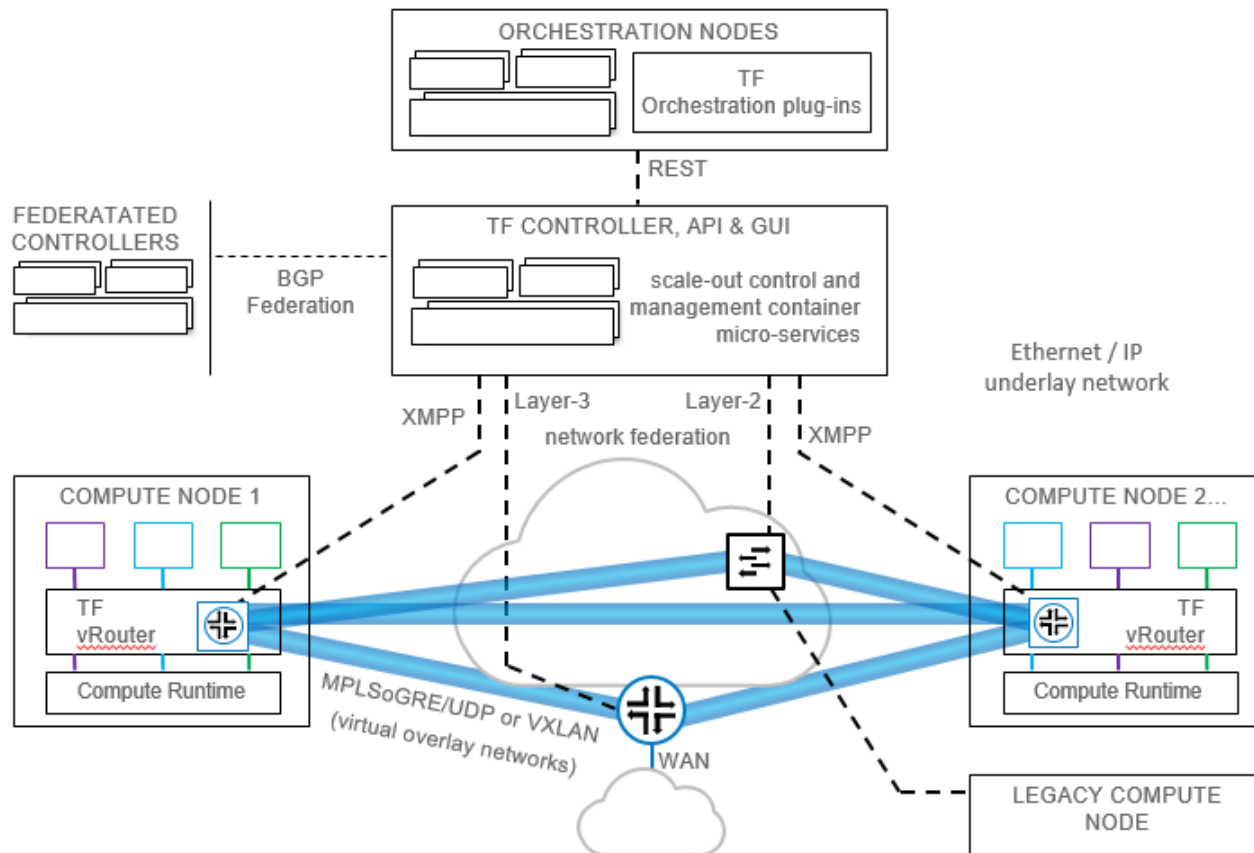 ORCHESTRATION NODES
TF
Orchestration plug-ins
REST
FEDERATATED
CONTROLLERS
BGP
Federation
TF CONTROLLER, API & GUI
scale-out control and
management container
micro-services
Ethernet / IP
underlay network
XMPP
Layer-3
Layer-2
XMPP
network federation
COMPUTE NODE 1
TF
vRouter
Compute Runtime
COMPUTE NODE 2...
TF
vRouter
Compute Runtime
MPLSoGRE/UDP or VXLAN
(virtual overlay networks)
WAN
LEGACY COMPUTE
NODE